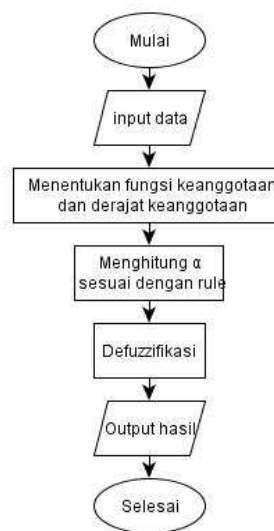 Mulai
input data
Menentukan fungsi keanggotaan
dan derajat keanggotaan
Menghitung α
sesuai dengan rule
Defuzzifikasi
Output hasil
Selesai